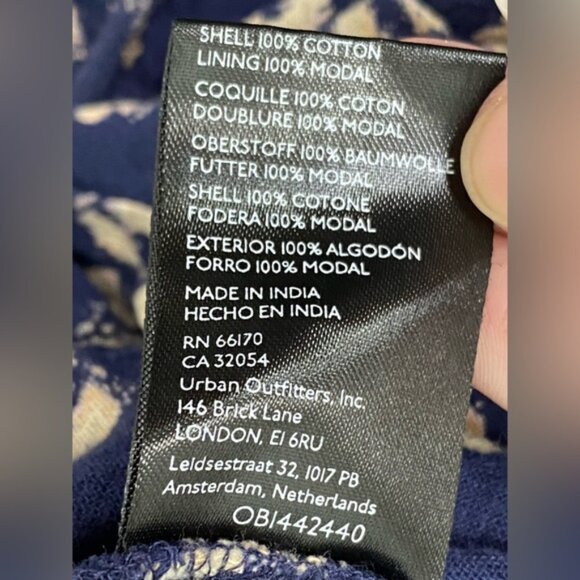 SHELL 100% COTTON
LINING 100% MODAL
COQUILLE 100% COTON
DOUBLURE 100% MODAL
OBERSTOFF 100% BAUMWOLLE
FUTTER 100% MODAL
SHELL 100% COTONE
FODERA 100% MODAL
EXTERIOR 100% ALGODÓN
FORRO 100% MODAL
MADE IN INDIA
HECHO EN INDIA
RN 66170
CA 32054
Urban Outfitters, Inc.
146 Brick Lane
LONDON, E1 6RU
Leidsestraat 32, 1017 PB
Amsterdam, Netherlands
OB1442440